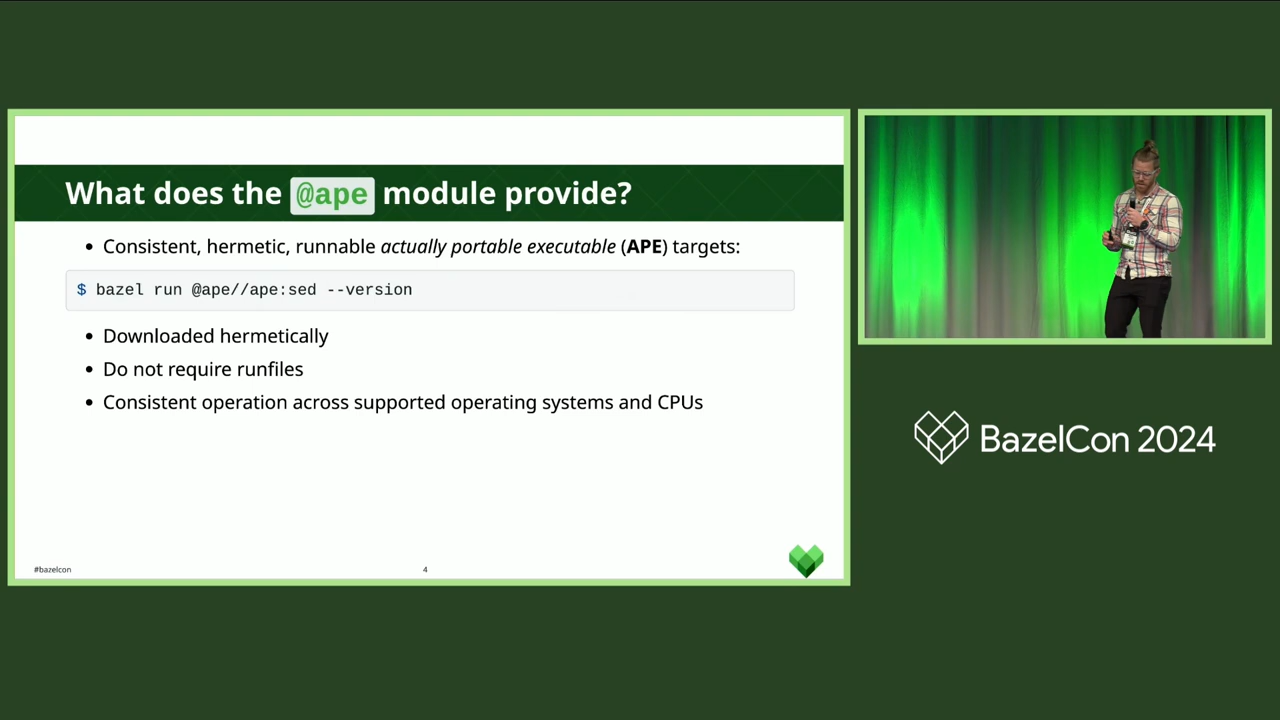 What does the @ape module provide?
• Consistent, hermetic, runnable actually portable executable (APE) targets:
$ bazel run @ape//ape:sed --version
• Downloaded hermetically
• Do not require runfiles
• Consistent operation across supported operating systems and CPUs
#bazelcon
4
BazelCon 2024